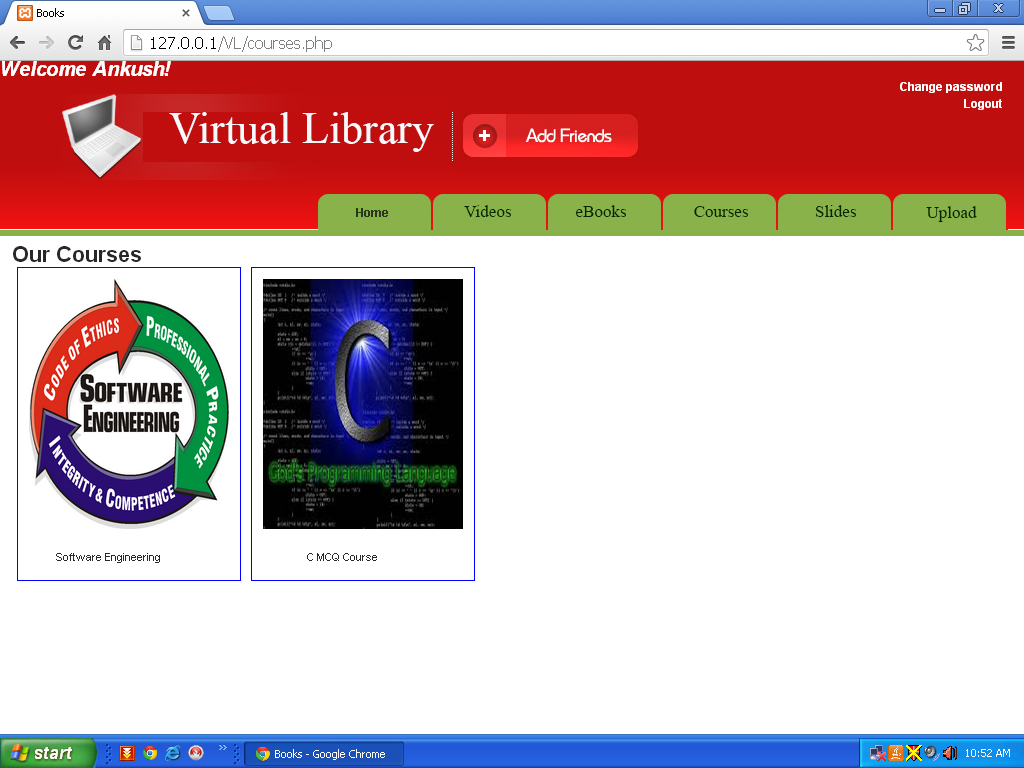 Books
127.0.0.1/VL/courses.php
Welcome Ankush!
Change password
Logout
Virtual Library
Add Friends
Home
Videos
eBooks
Courses
Slides
Upload
Our Courses
CODE OF ETHICS
PROFESSIONAL PRACTICE
SOFTWARE
ENGINEERING
INTEGRITY & COMPETENCE
C
God's Programming Language
Software Engineering
C MCQ Course
start
Books - Google Chrome
10:52 AM